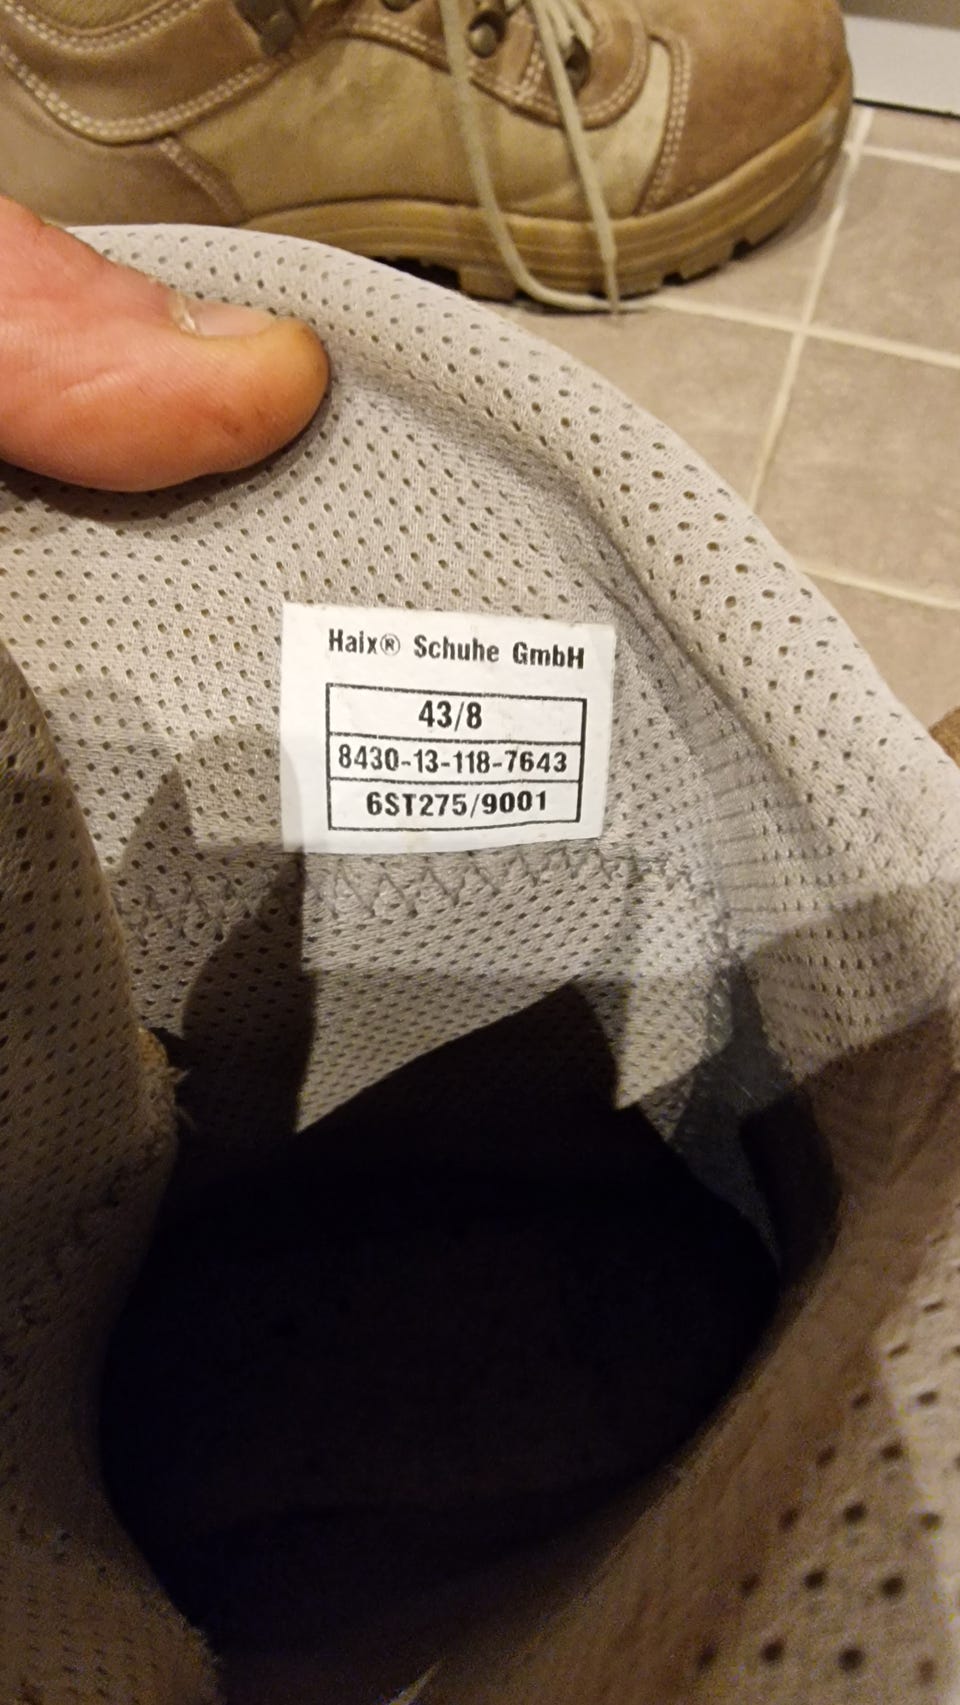 Haix® Schuhe GmbH
43/8
8430-13-118-7643
6ST275/9001